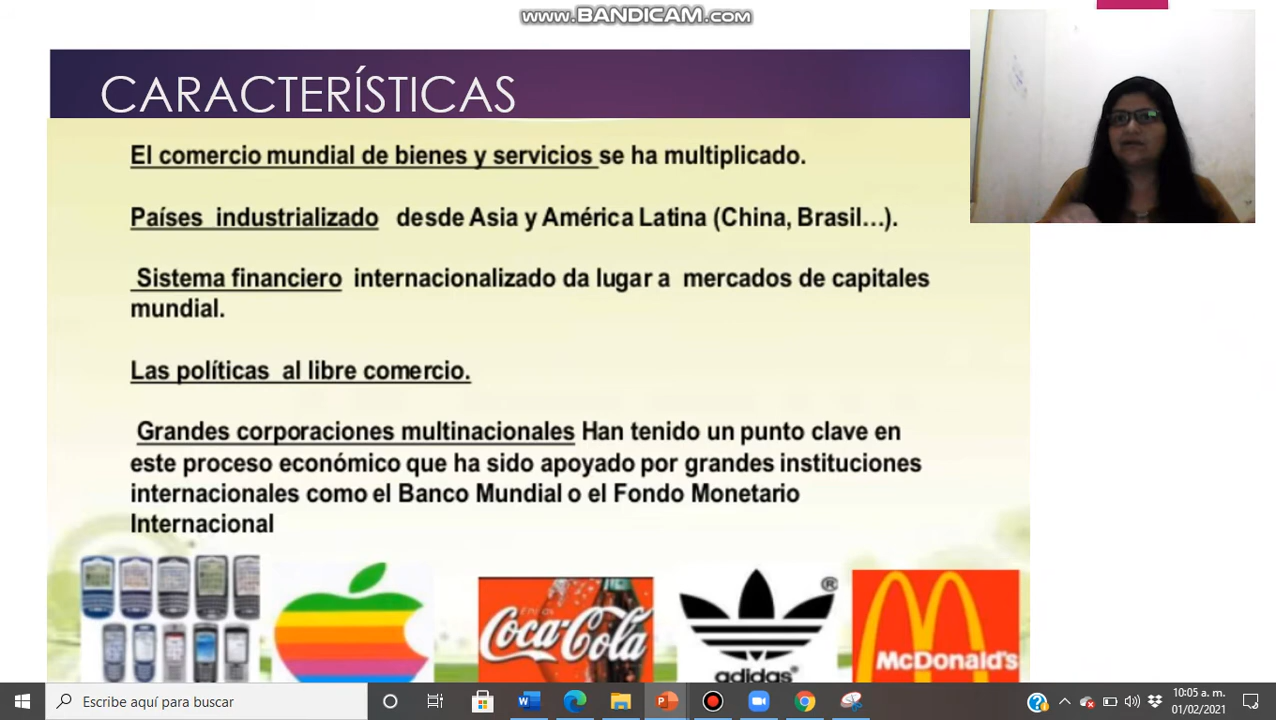 www.BANDICAM.com
CARACTERÍSTICAS
El comercio mundial de bienes y servicios se ha multiplicado.
Países industrializado desde Asia y América Latina (China, Brasil...).
Sistema financiero internacionalizado da lugar a mercados de capitales
mundial.
Las políticas al libre comercio.
Grandes corporaciones multinacionales Han tenido un punto clave en
este proceso económico que ha sido apoyado por grandes instituciones
internacionales como el Banco Mundial o el Fondo Monetario
Internacional
Coca-Cola
adidas®
®
McDonald's
Escribe aquí para buscar
10:05 a. m.
01/02/2021